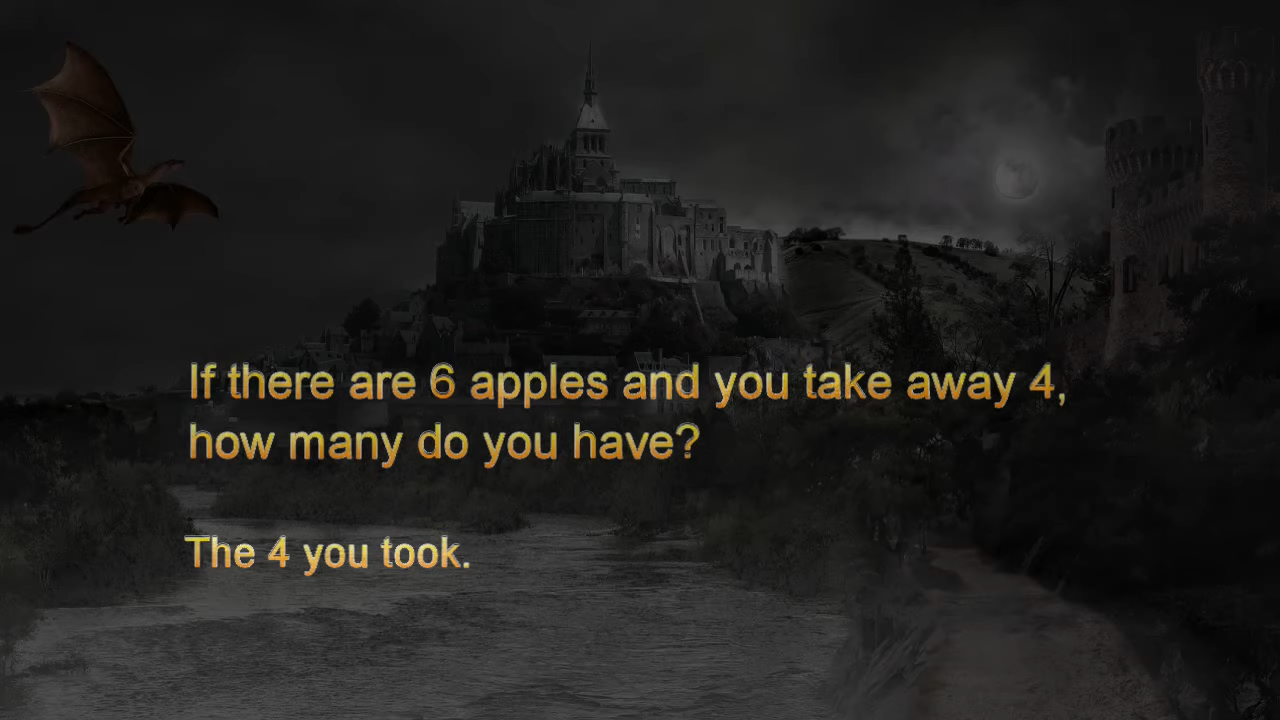 If there are 6 apples and you take away 4,
how many do you have?
The 4 you took.